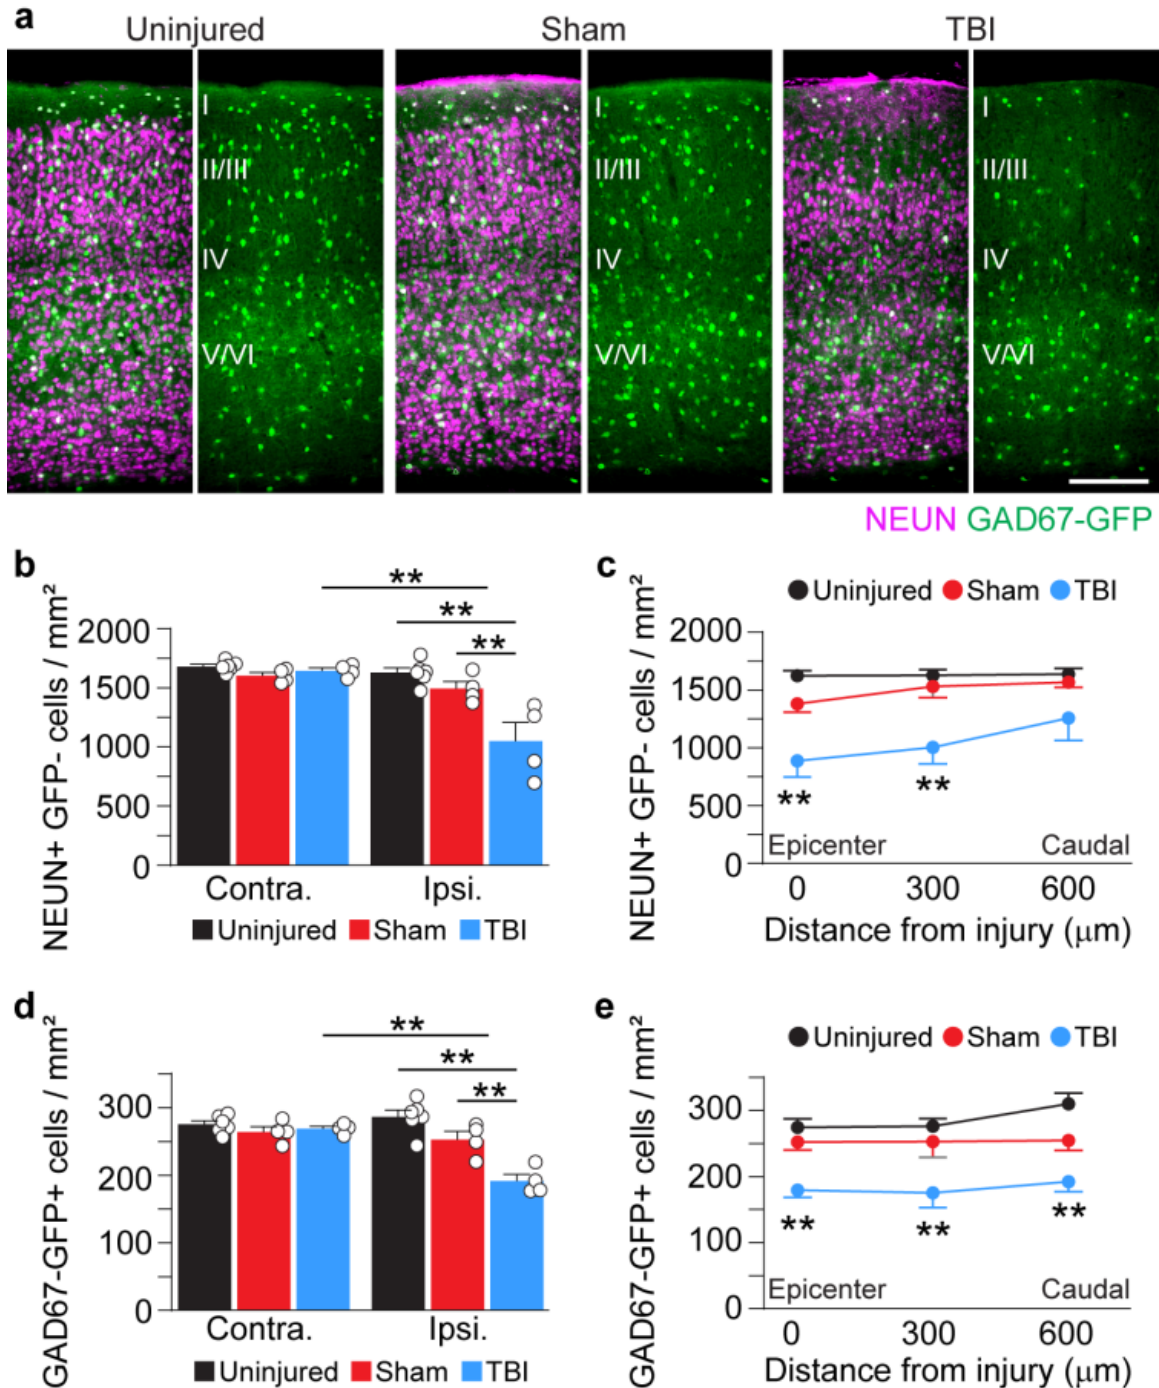 a
Uninjured Sham TBI
I I I
II/III II/III II/III
IV IV IV
V/VI V/VI V/VI
NEUN GAD67-GFP
b
NEUN+ GFP- cells / mm²
2000
1500
1000
500
0
**
**
**
Contra. Ipsi.
Uninjured Sham TBI
c
NEUN+ GFP- cells / mm²
Uninjured Sham TBI
2000
1500
1000
500
0
** **
Epicenter Caudal
0 300 600
Distance from injury (μm)
d
GAD67-GFP+ cells / mm²
300
200
100
0
**
**
**
Contra. Ipsi.
Uninjured Sham TBI
e
GAD67-GFP+ cells / mm²
Uninjured Sham TBI
300
200
100
0
** ** **
Epicenter Caudal
0 300 600
Distance from injury (μm)